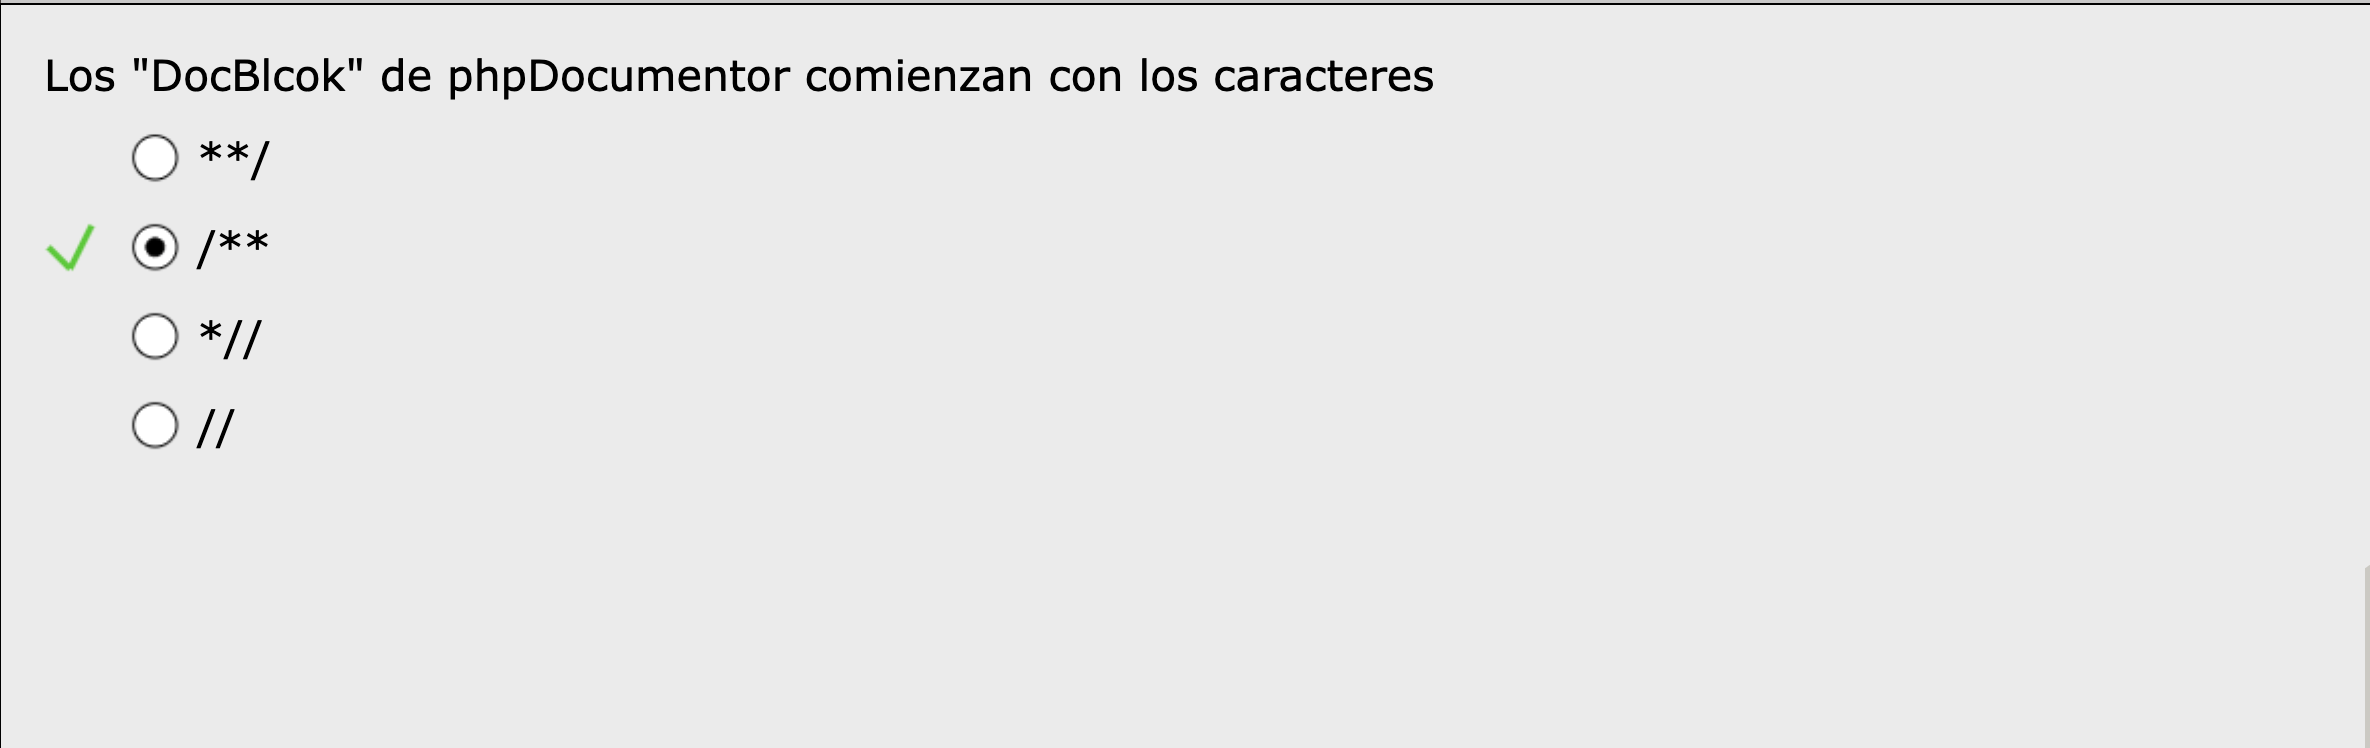 Los "DocBlcok" de phpDocumentor comienzan con los caracteres
**/
/**
*//
//